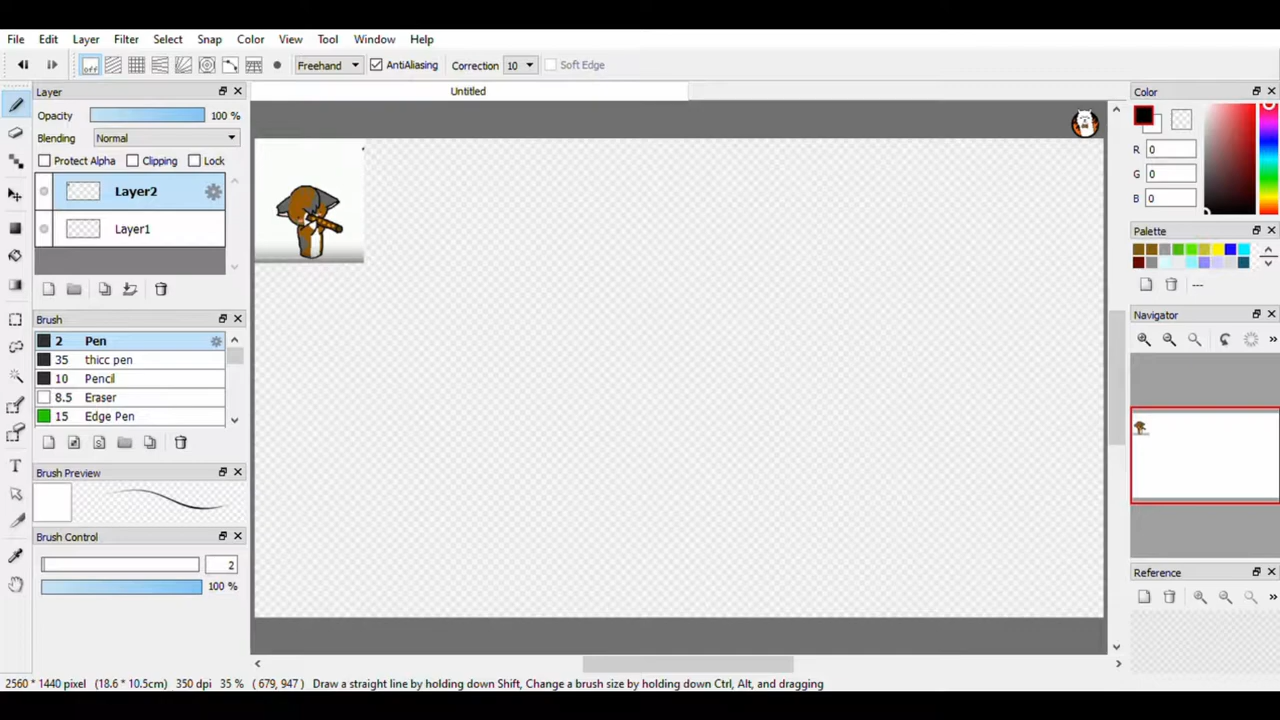 File Edit Layer Filter Select Snap Color View Tool Window Help
off Freehand AntiAliasing Correction 10 Soft Edge
Layer
Untitled
Color
Opacity 100 %
Blending Normal
Protect Alpha Clipping Lock
Layer2
Layer1
R 0
G 0
B 0
Palette
---
Brush
2 Pen
35 thicc pen
10 Pencil
8.5 Eraser
15 Edge Pen
Navigator
Brush Preview
Brush Control
2
100 %
Reference
2560 * 1440 pixel (18.6 * 10.5cm) 350 dpi 35 % ( 679, 947 ) Draw a straight line by holding down Shift, Change a brush size by holding down Ctrl, Alt, and dragging